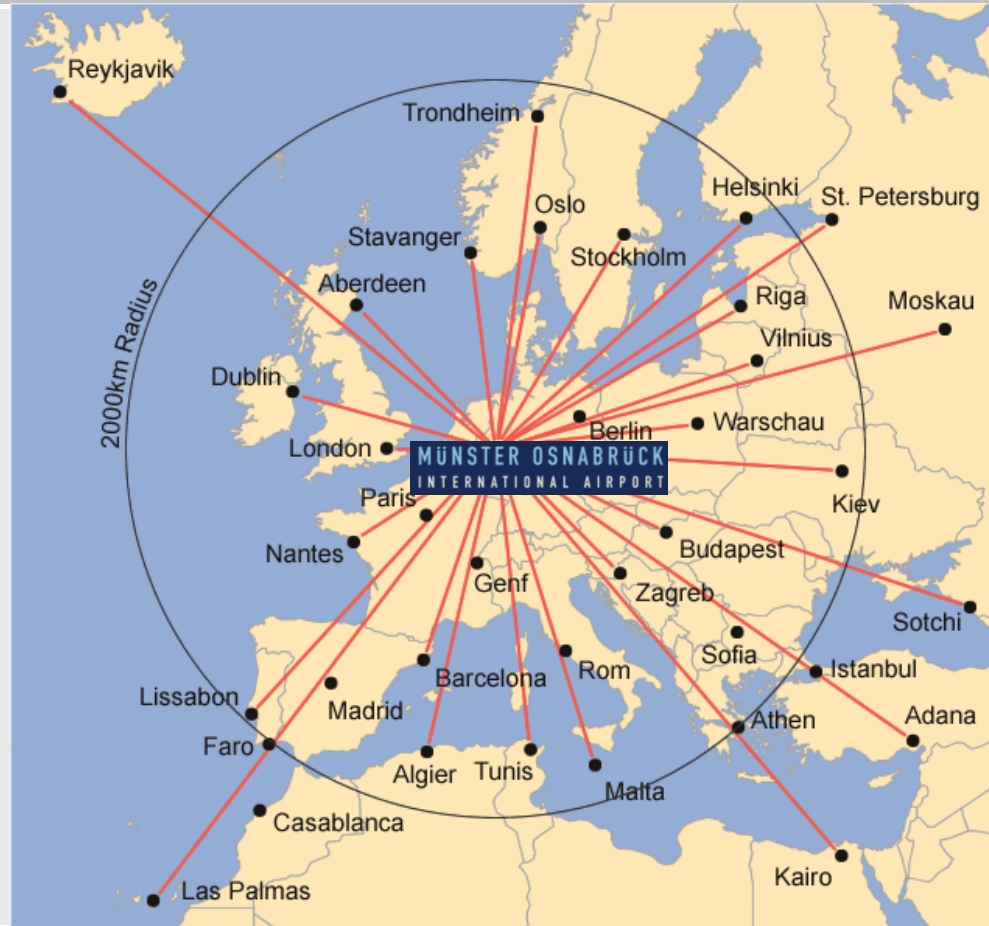 Reykjavik
Trondheim
Helsinki
St. Petersburg
Oslo
Stavanger
Stockholm
Aberdeen
Riga
Moskau
2000km Radius
Vilnius
Dublin
Warschau
Berlin
London
MÜNSTER OSNABRÜCK
INTERNATIONAL AIRPORT
Paris
Kiev
Nantes
Budapest
Genf
Zagreb
Sotchi
Sofia
Istanbul
Rom
Barcelona
Lissabon
Madrid
Athen
Adana
Faro
Algier
Tunis
Malta
Casablanca
Kairo
Las Palmas